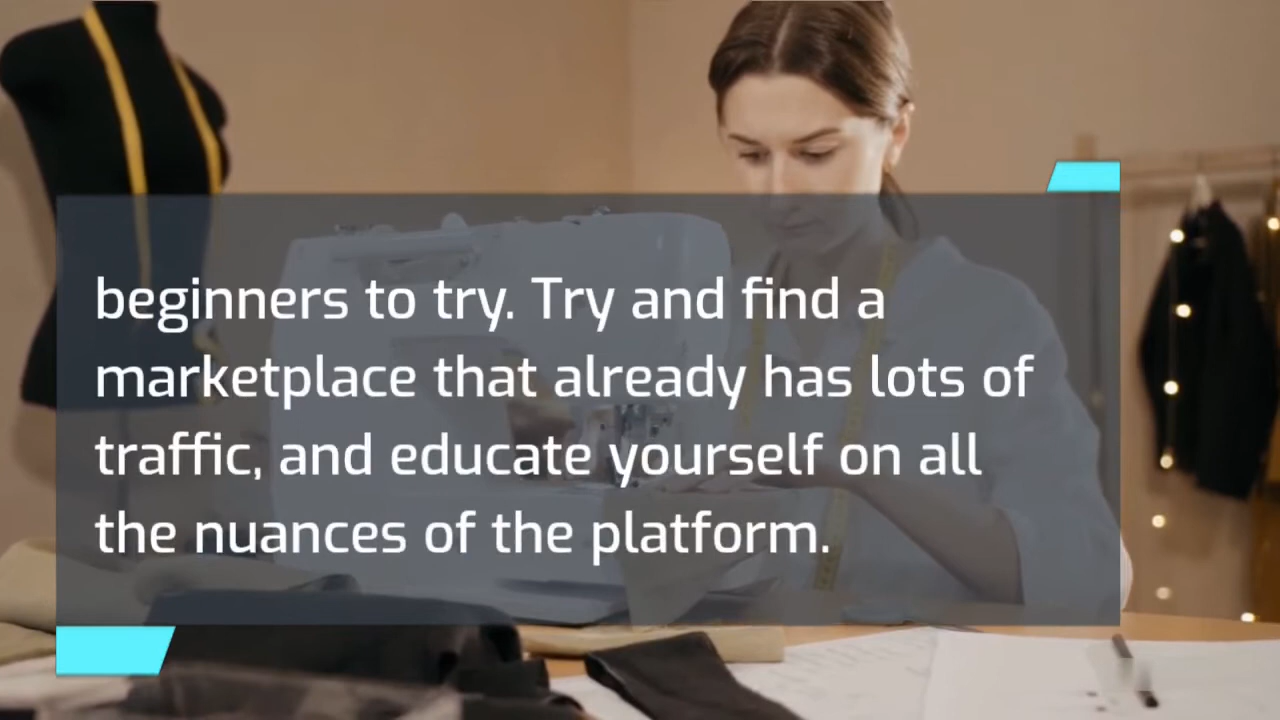 beginners to try. Try and find a
marketplace that already has lots of
traffic, and educate yourself on all
the nuances of the platform.